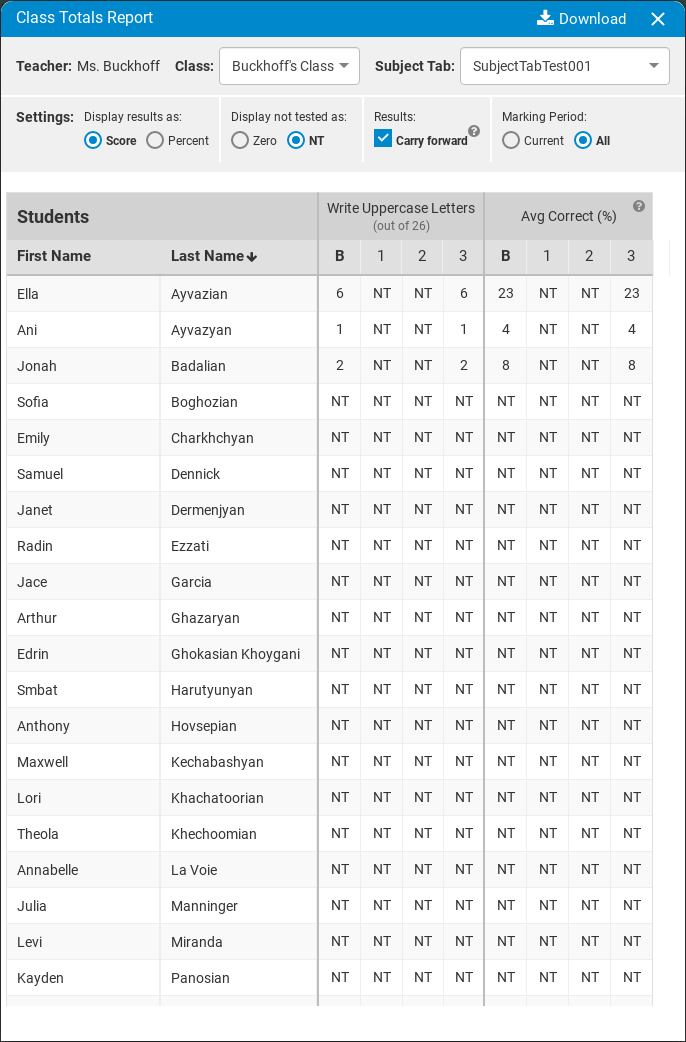 Class Totals Report Download
Teacher: Ms. Buckhoff Class: Buckhoff's Class Subject Tab: SubjectTabTest001
Settings: Display results as: Display not tested as: Results: Marking Period:
Score Percent Zero NT Carry forward ? Current All
Students Write Uppercase Letters (out of 26) Avg Correct (%) ?
First Name Last Name B 1 2 3 B 1 2 3
Ella Ayvazian 6 NT NT 6 23 NT NT 23
Ani Ayvazyan 1 NT NT 1 4 NT NT 4
Jonah Badalian 2 NT NT 2 8 NT NT 8
Sofia Boghozian NT NT NT NT NT NT NT NT
Emily Charkhchyan NT NT NT NT NT NT NT NT
Samuel Dennick NT NT NT NT NT NT NT NT
Janet Dermenjyan NT NT NT NT NT NT NT NT
Radin Ezzati NT NT NT NT NT NT NT NT
Jace Garcia NT NT NT NT NT NT NT NT
Arthur Ghazaryan NT NT NT NT NT NT NT NT
Edrin Ghokasian Khoygani NT NT NT NT NT NT NT NT
Smbat Harutyunyan NT NT NT NT NT NT NT NT
Anthony Hovsepian NT NT NT NT NT NT NT NT
Maxwell Kechabashyan NT NT NT NT NT NT NT NT
Lori Khachatoorian NT NT NT NT NT NT NT NT
Theola Khechoomian NT NT NT NT NT NT NT NT
Annabelle La Voie NT NT NT NT NT NT NT NT
Julia Manninger NT NT NT NT NT NT NT NT
Levi Miranda NT NT NT NT NT NT NT NT
Kayden Panosian NT NT NT NT NT NT NT NT